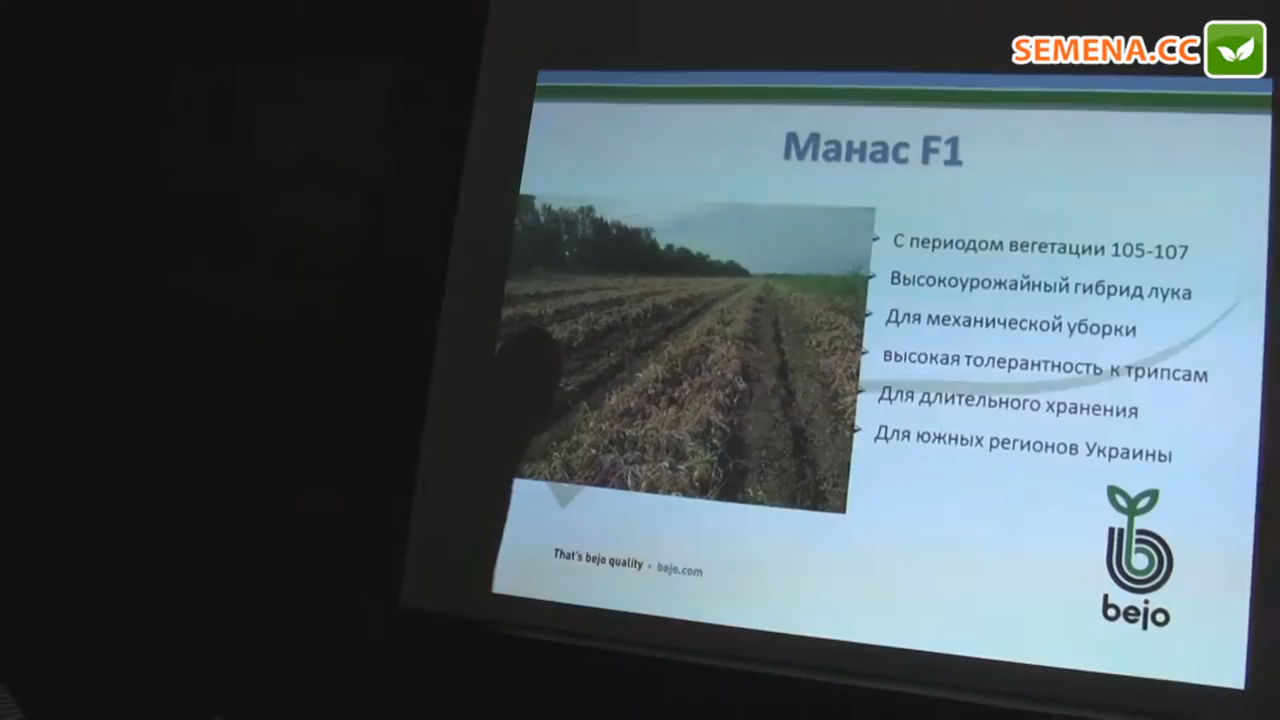 SEMENA.CC
Манас F1
С периодом вегетации 105-107
Высокоурожайный гибрид лука
Для механической уборки
высокая толерантность к трипсам
Для длительного хранения
Для южных регионов Украины
That's bejo quality • bejo.com
bejo